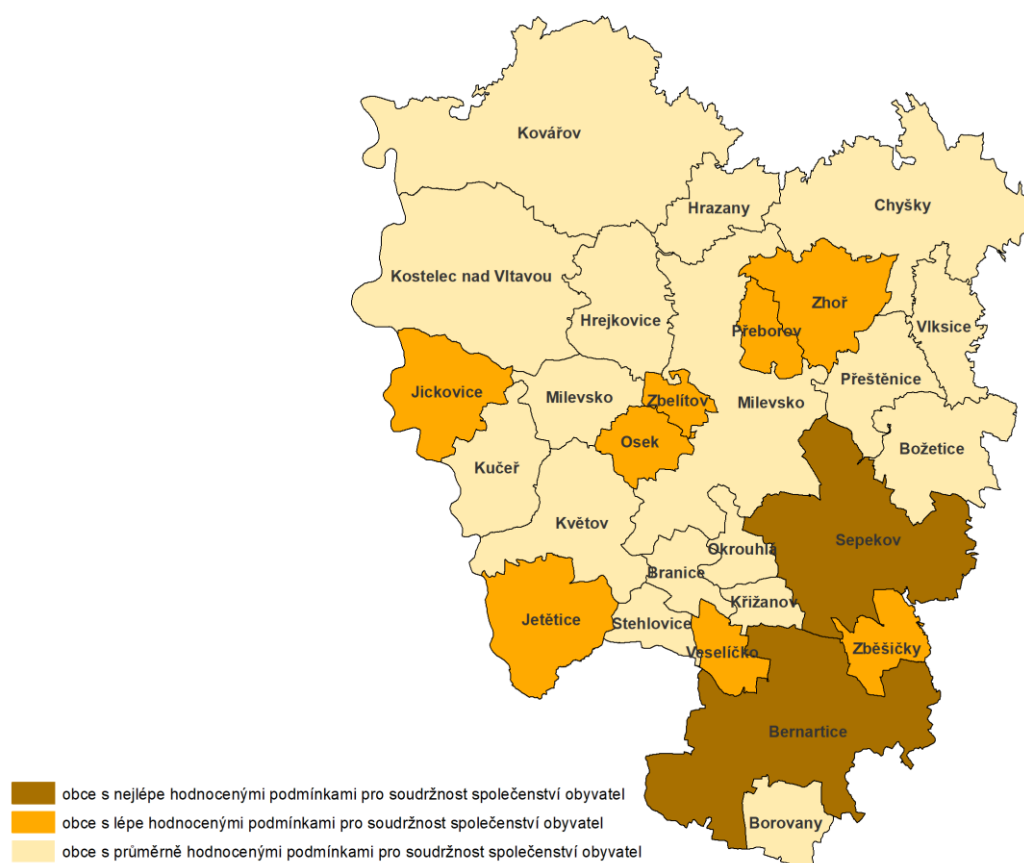 Kovářov
Hrazany
Chyšky
Kostelec nad Vltavou
Zhoř
Hrejkovice
Přeborov
Vlksice
Přeštěnice
Jickovice
Milevsko
Zbelítov
Milevsko
Osek
Božetice
Kučeř
Květov
Sepekov
Okrouhlá
Branice
Křižanov
Jetětice
Stehlovice
Zběšičky
Veselíčko
Bernartice
Borovany
obce s nejlépe hodnocenými podmínkami pro soudržnost společenství obyvatel
obce s lépe hodnocenými podmínkami pro soudržnost společenství obyvatel
obce s průměrně hodnocenými podmínkami pro soudržnost společenství obyvatel